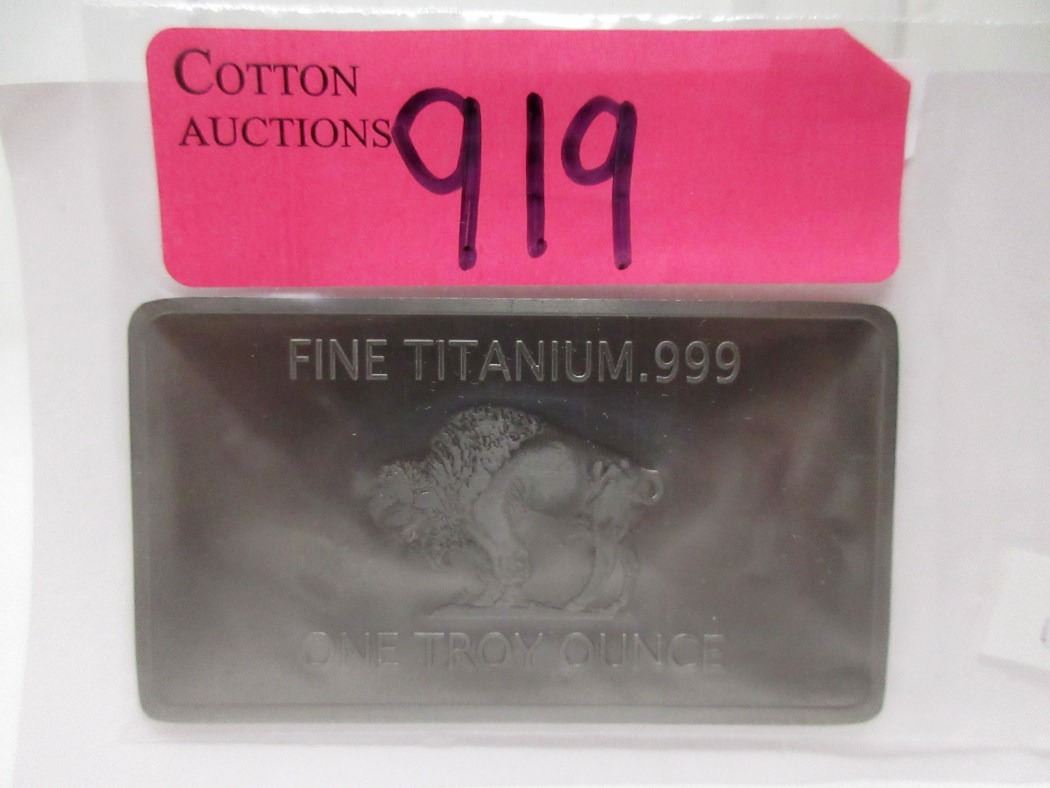 COTTON
AUCTIONS
919
FINE TITANIUM.999
ONE TROY OUNCE